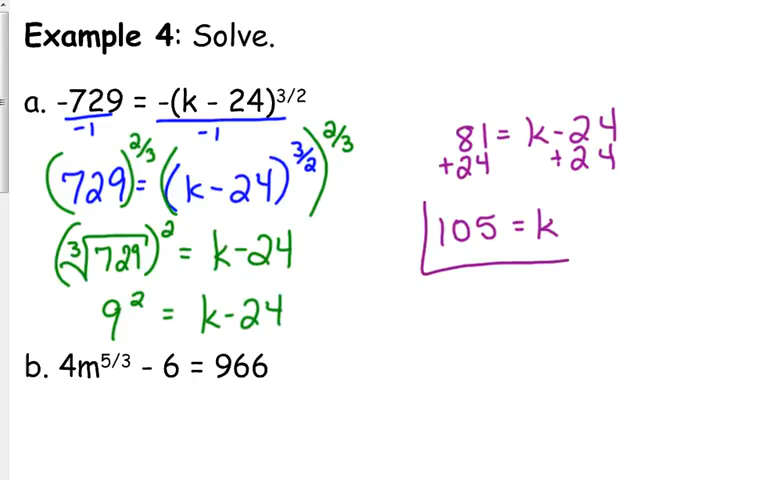 Example 4: Solve.
a. -729 = -(k - 24)^{3/2}
-1 -1
(729)^{2/3} = ((k - 24)^{3/2})^{2/3}
(∛729)^2 = k - 24
9^2 = k - 24
81 = k - 24
+24 +24
105 = k
b. 4m^{5/3} - 6 = 966